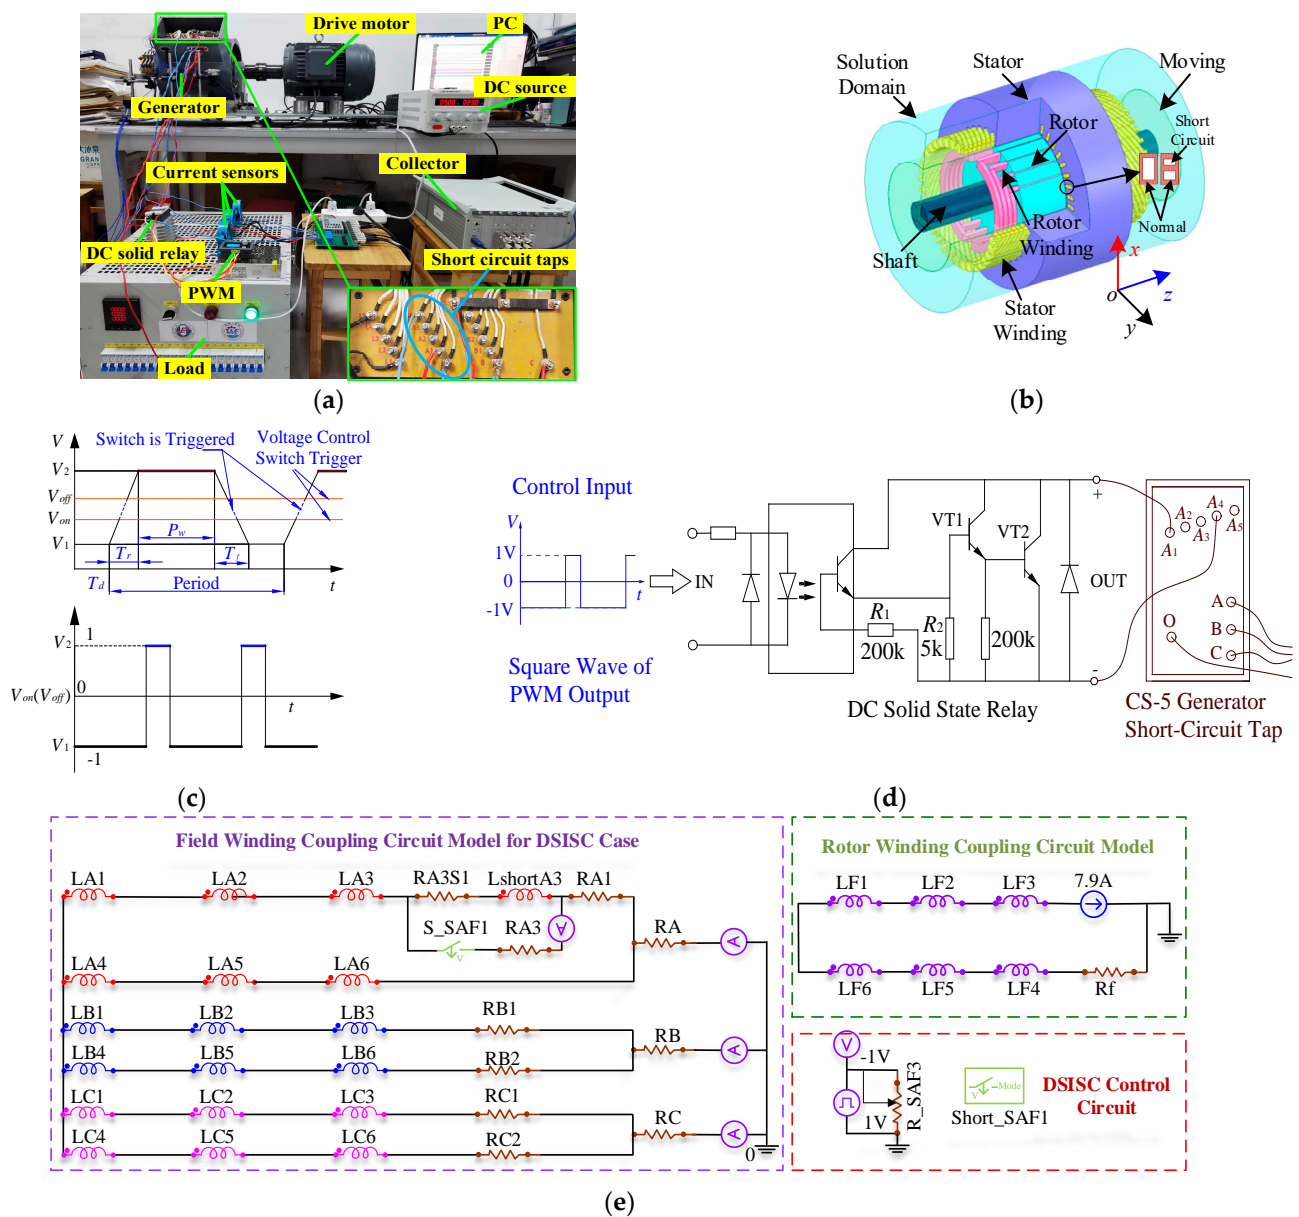 Drive motor
PC
DC source
Generator
Collector
Current sensors
DC solid relay
Short circuit taps
PWM
Load
(a)
Solution
Domain
Stator
Moving
Short
Circuit
Rotor
Rotor
Winding
Normal
Shaft
Stator
Winding
x
z
o
y
(b)
V
Switch is Triggered
Voltage Control
Switch Trigger
V2
Voff
Von
Pw
V1
Tr
Tf
Td
Period
t
V2
1
Von(Voff)
0
t
V1
-1
(c)
Control Input
V
1V
0
t
-1V
IN
Square Wave of
PWM Output
VT1
VT2
R1
200k
R2
5k
200k
OUT
+
-
DC Solid State Relay
A1
A2
A3
A4
A5
A
B
C
O
CS-5 Generator
Short-Circuit Tap
(d)
Field Winding Coupling Circuit Model for DSISC Case
LA1
LA2
LA3
RA3S1
LshortA3
RA1
S_SAF1
V
RA3
A
RA
A
LA4
LA5
LA6
LB1
LB2
LB3
RB1
RB
A
LB4
LB5
LB6
RB2
LC1
LC2
LC3
RC1
RC
A
LC4
LC5
LC6
RC2
0
Rotor Winding Coupling Circuit Model
LF1
LF2
LF3
7.9A
LF6
LF5
LF4
Rf
V
-1V
1V
R_SAF3
V
Mode
Short_SAF1
DSISC Control
Circuit
(e)